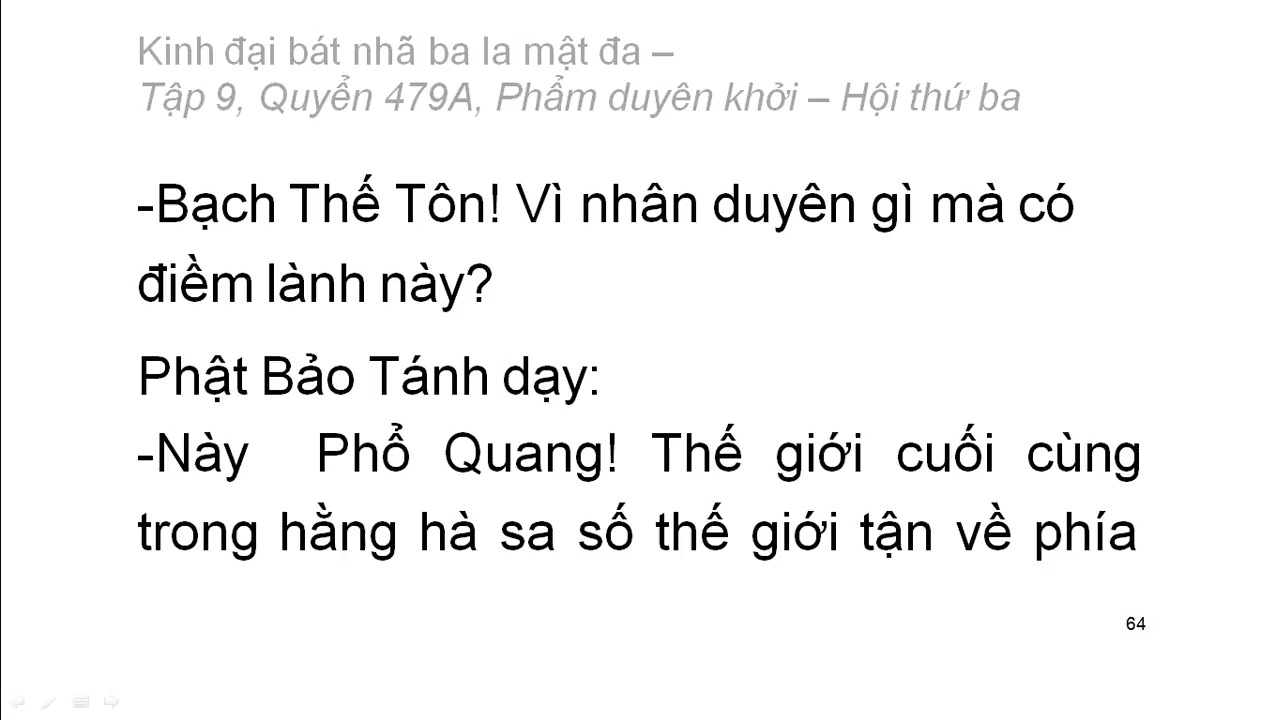 Kinh đại bát nhã ba la mật đa –
Tập 9, Quyển 479A, Phẩm duyên khởi – Hội thứ ba
-Bạch Thế Tôn! Vì nhân duyên gì mà có
điềm lành này?
Phật Bảo Tánh dạy:
-Này Phổ Quang! Thế giới cuối cùng
trong hằng hà sa số thế giới tận về phía
64